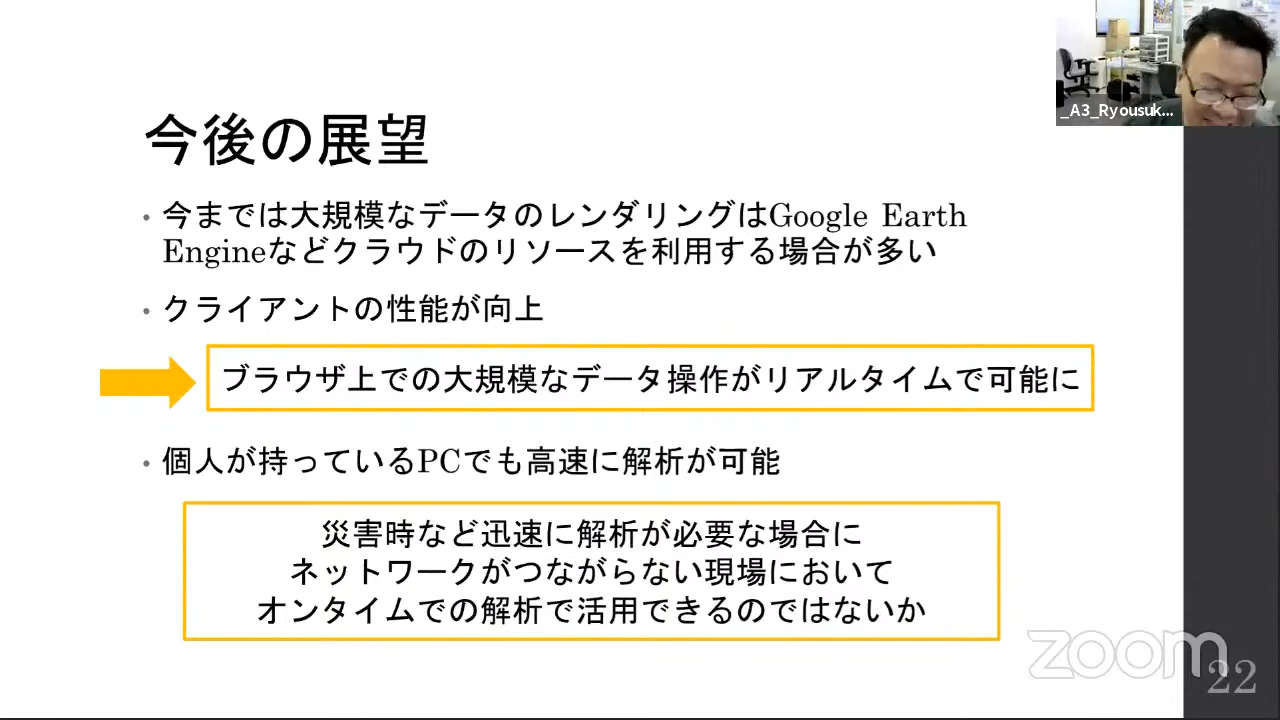 _A3_Ryousuk...
今後の展望
・今までは大規模なデータのレンダリングはGoogle Earth
Engineなどクラウドのリソースを利用する場合が多い
・クライアントの性能が向上
ブラウザ上での大規模なデータ操作がリアルタイムで可能に
・個人が持っているPCでも高速に解析が可能
災害時など迅速に解析が必要な場合に
ネットワークがつながらない現場において
オンタイムでの解析で活用できるのではないか
zoom
22